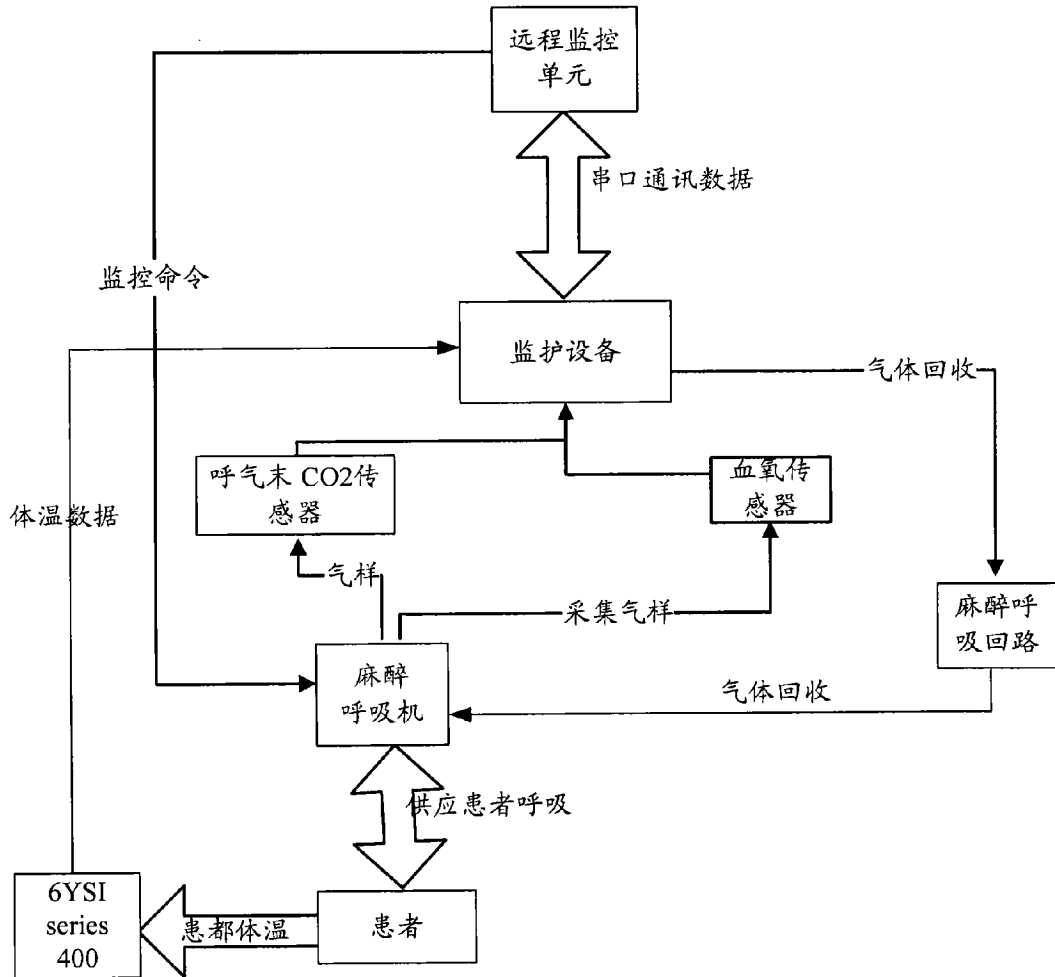 远程监控
单元
串口通讯数据
监控命令
监护设备
气体回收
呼气末 CO2传
感器
血氧传
感器
体温数据
气样
采集气样
麻醉呼
吸回路
麻醉
呼吸机
气体回收
供应患者呼吸
6YSI
series
400
患都体温
患者